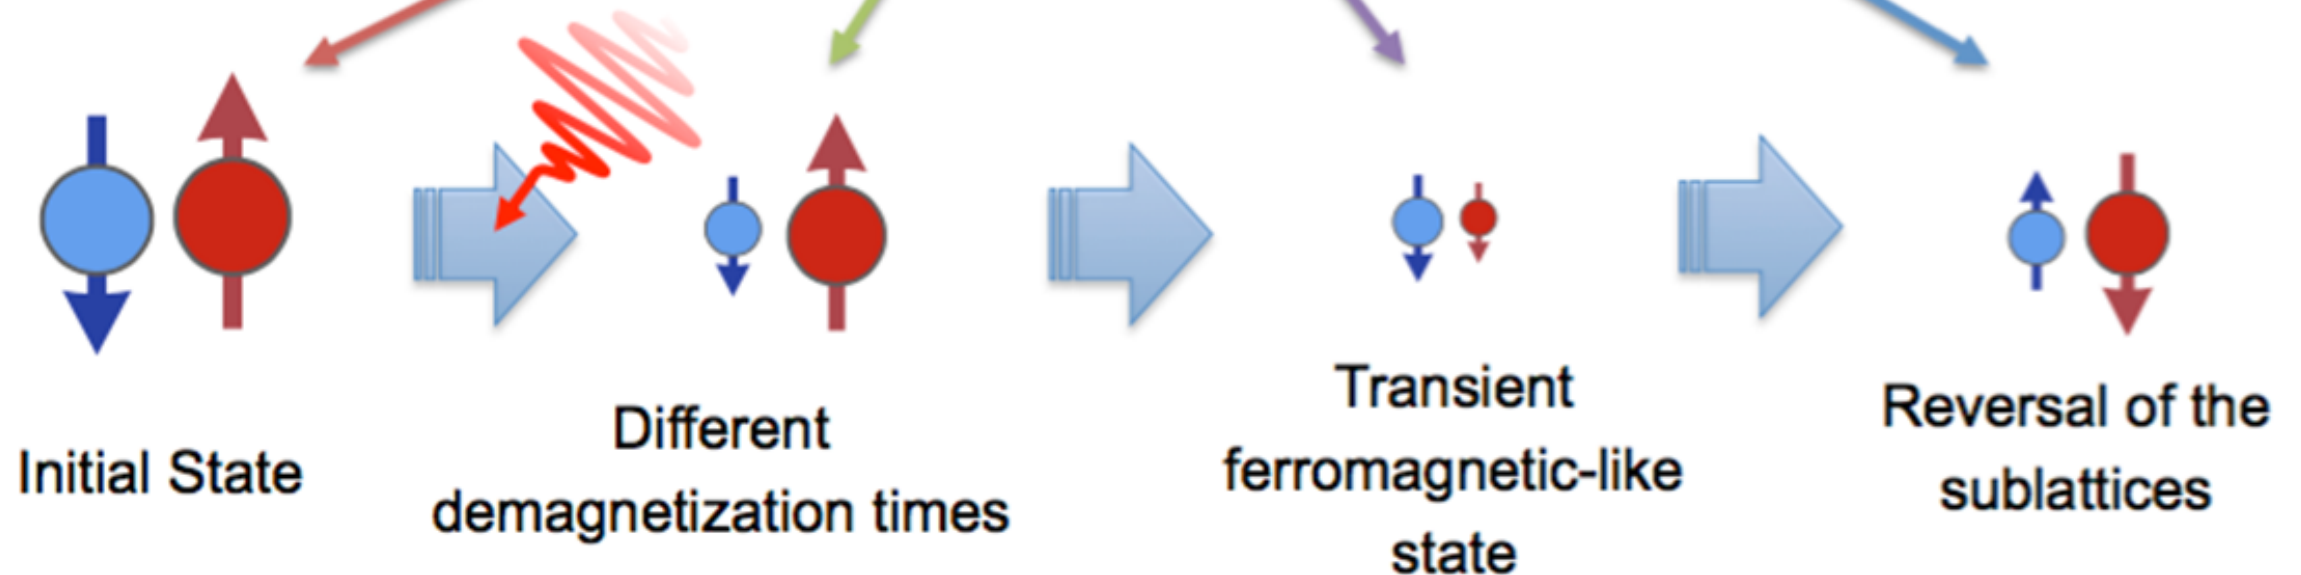 Initial State
Different
demagnetization times
Transient
ferromagnetic-like
state
Reversal of the
sublattices